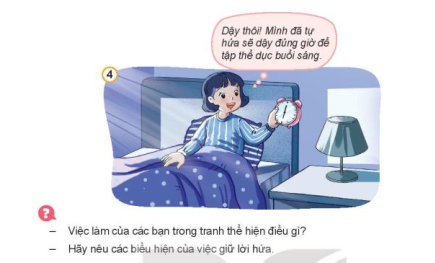 Dậy thôi! Mình đã tự
hứa sẽ dậy đúng giờ để
tập thể dục buổi sáng.
4
?
– Việc làm của các bạn trong tranh thể hiện điều gì?
– Hãy nêu các biểu hiện của việc giữ lời hứa.